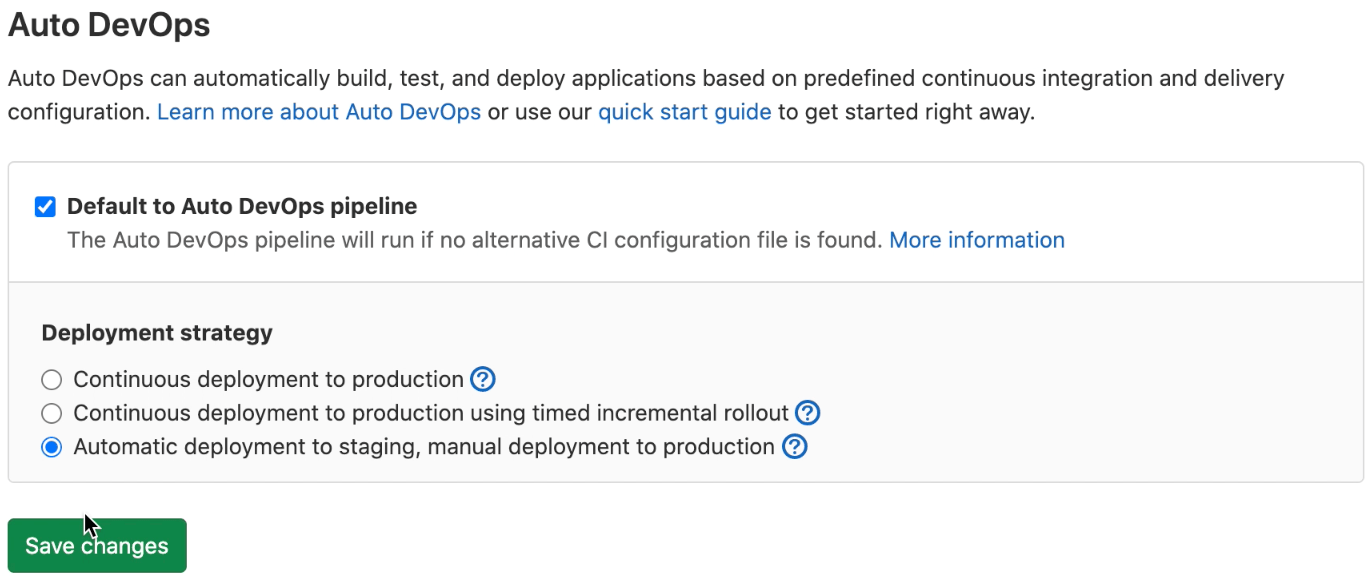 Auto DevOps
Auto DevOps can automatically build, test, and deploy applications based on predefined continuous integration and delivery
configuration. Learn more about Auto DevOps or use our quick start guide to get started right away.
Default to Auto DevOps pipeline
The Auto DevOps pipeline will run if no alternative CI configuration file is found. More information
Deployment strategy
Continuous deployment to production ?
Continuous deployment to production using timed incremental rollout ?
Automatic deployment to staging, manual deployment to production ?
Save changes